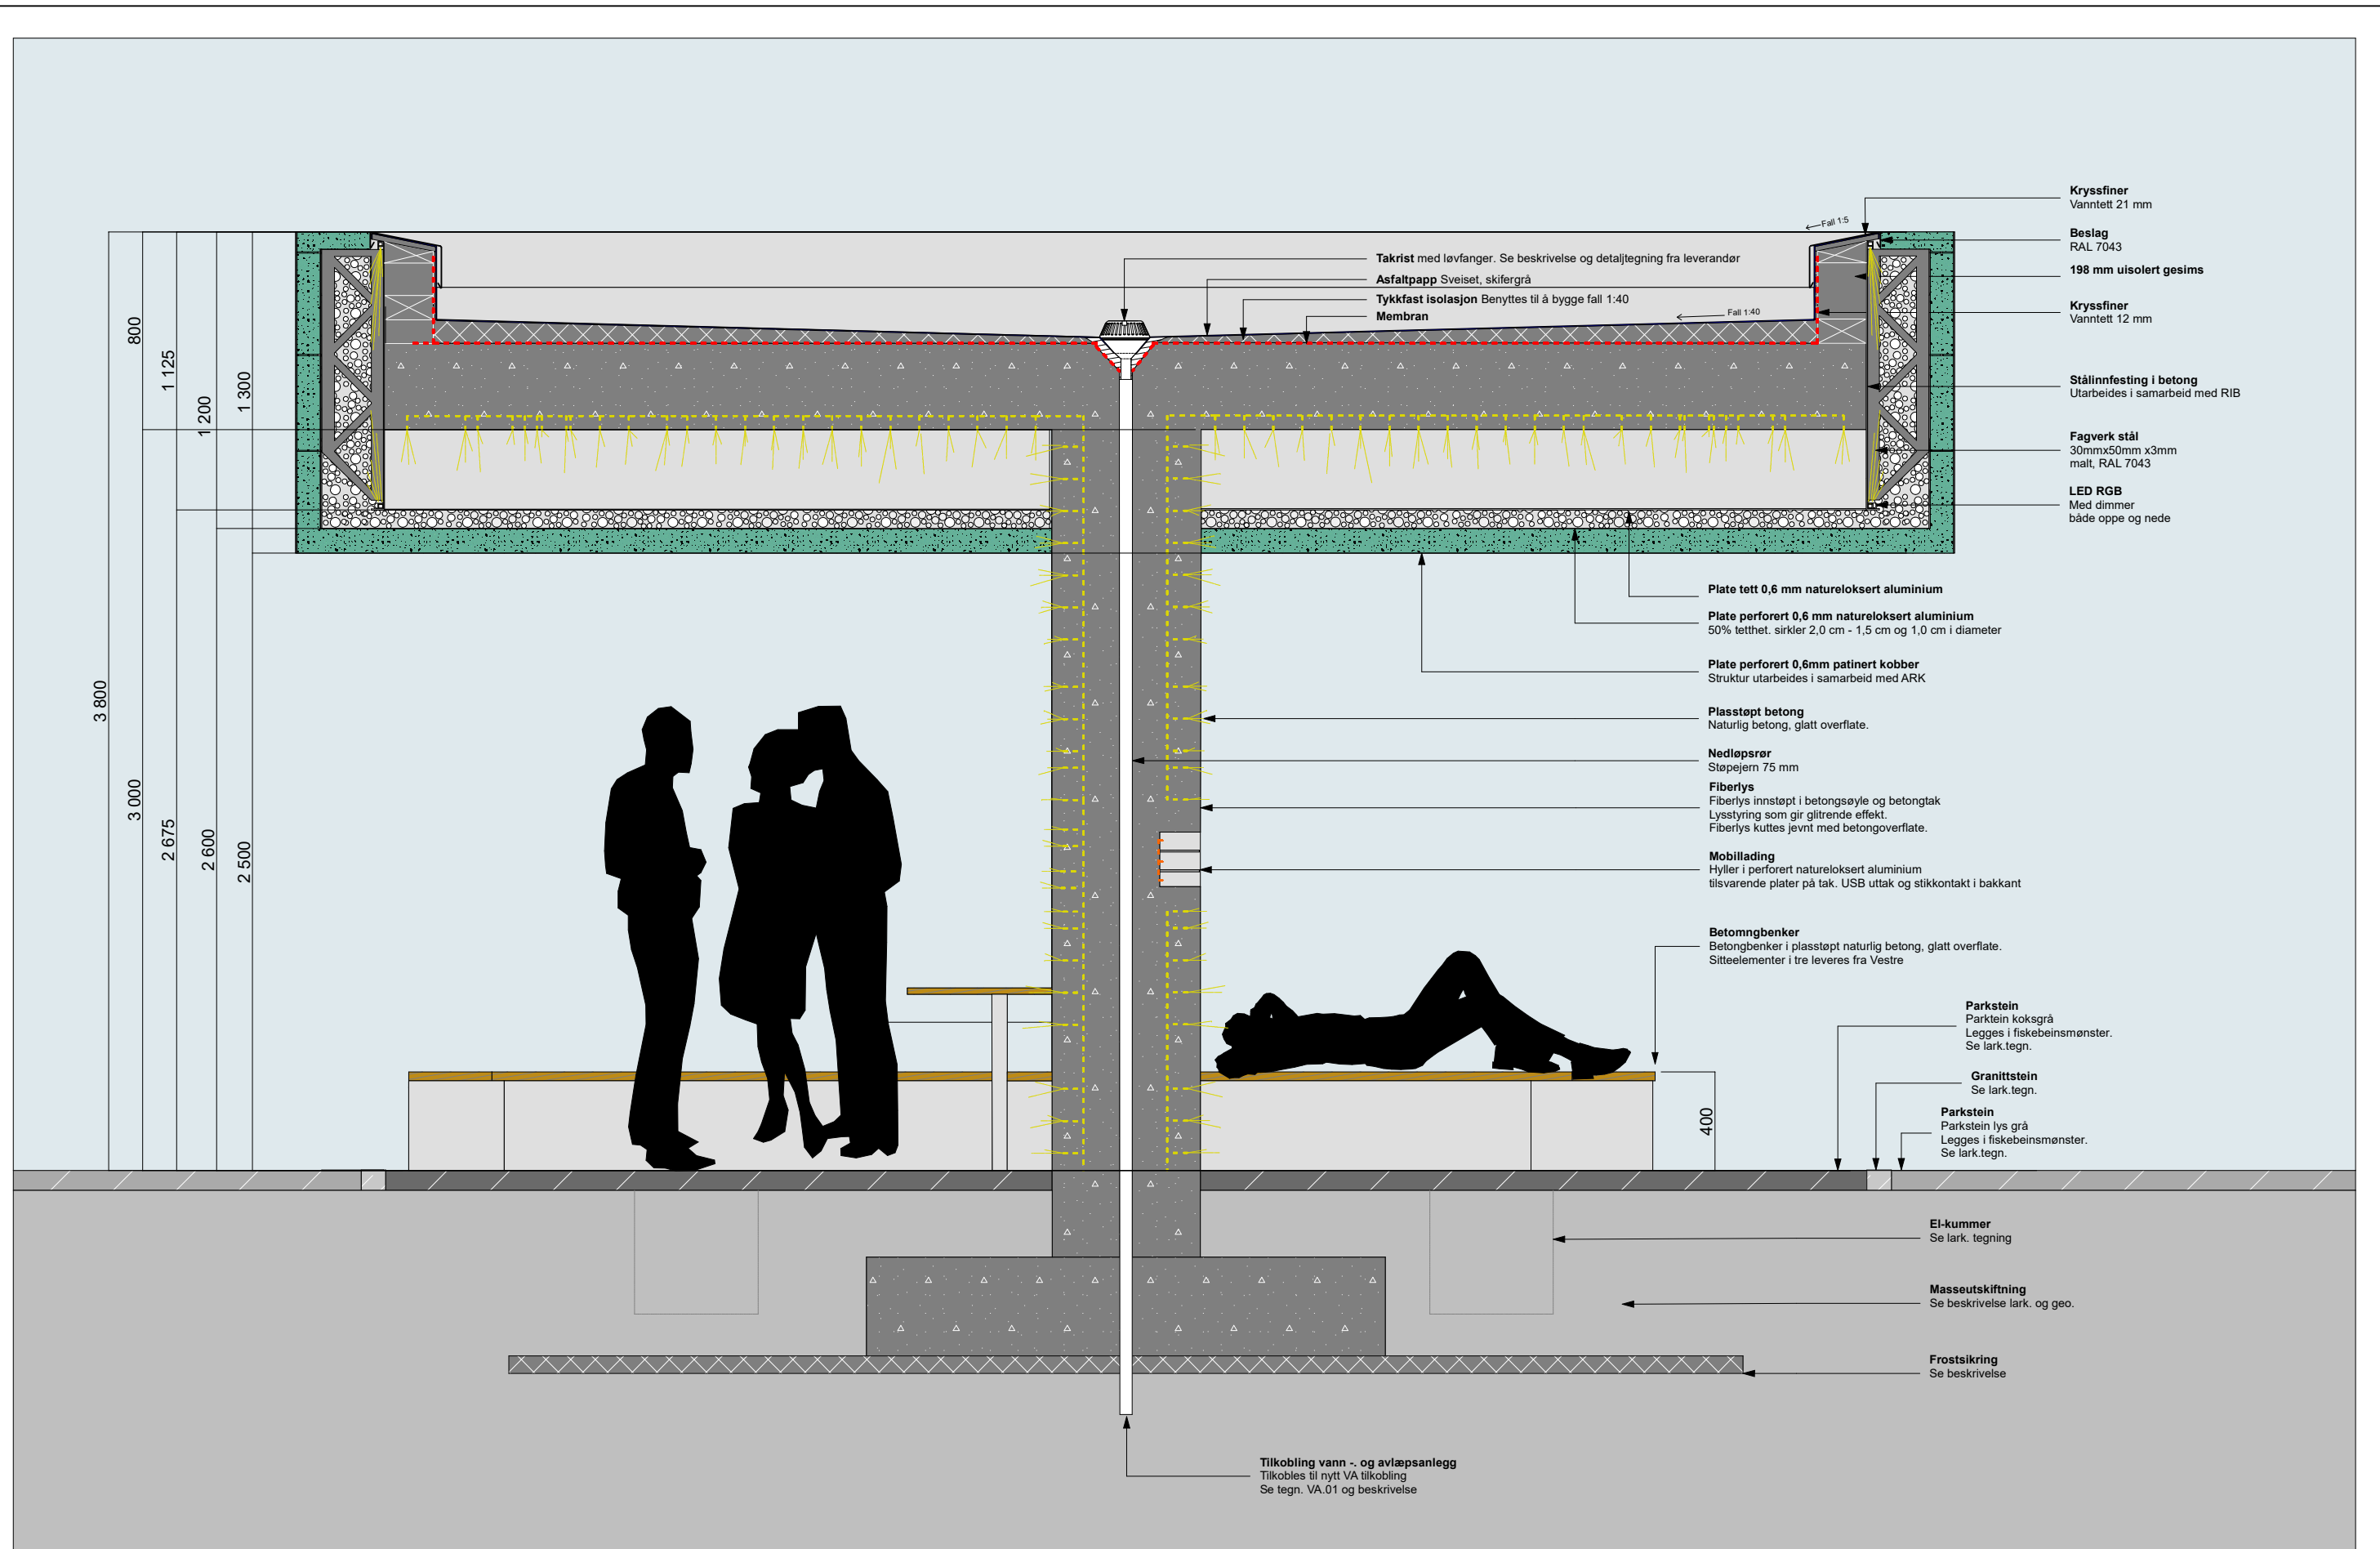 Kryssfiner
Vanntett 21 mm
Fall 1:5
Beslag
RAL 7043
Takrist med løvfanger. Se beskrivelse og detaljtegning fra leverandør
198 mm uisolert gesims
Asfaltpapp Sveiset, skifergrå
Tykkfast isolasjon Benyttes til å bygge fall 1:40
Membran
Fall 1:40
Kryssfiner
Vanntett 12 mm
800
1 125
1 200
1 300
Stålinnfesting i betong
Utarbeides i samarbeid med RIB
Fagverk stål
30mmx50mm x3mm
malt, RAL 7043
LED RGB
Med dimmer
både oppe og nede
Plate tett 0,6 mm natureloksert aluminium
Plate perforert 0,6 mm natureloksert aluminium
50% tetthet. sirkler 2,0 cm - 1,5 cm og 1,0 cm i diameter
Plate perforert 0,6mm patinert kobber
Struktur utarbeides i samarbeid med ARK
3 800
3 000
2 675
2 600
2 500
Plasstøpt betong
Naturlig betong, glatt overflate.
Nedløpsrør
Støpejern 75 mm
Fiberlys
Fiberlys innstøpt i betongsøyle og betongtak
Lysstyring som gir glitrende effekt.
Fiberlys kuttes jevnt med betongoverflate.
Mobillading
Hyller i perforert natureloksert aluminium
tilsvarende plater på tak. USB uttak og stikkontakt i bakkant
Betomngbenker
Betongbenker i plasstøpt naturlig betong, glatt overflate.
Sitteelementer i tre leveres fra Vestre
Parkstein
Parktein koksgrå
Legges i fiskebeinsmønster.
Se lark.tegn.
Granittstein
Se lark.tegn.
400
Parkstein
Parkstein lys grå
Legges i fiskebeinsmønster.
Se lark.tegn.
El-kummer
Se lark. tegning
Masseutskiftning
Se beskrivelse lark. og geo.
Frostsikring
Se beskrivelse
Tilkobling vann -. og avlæpsanlegg
Tilkobles til nytt VA tilkobling
Se tegn. VA.01 og beskrivelse